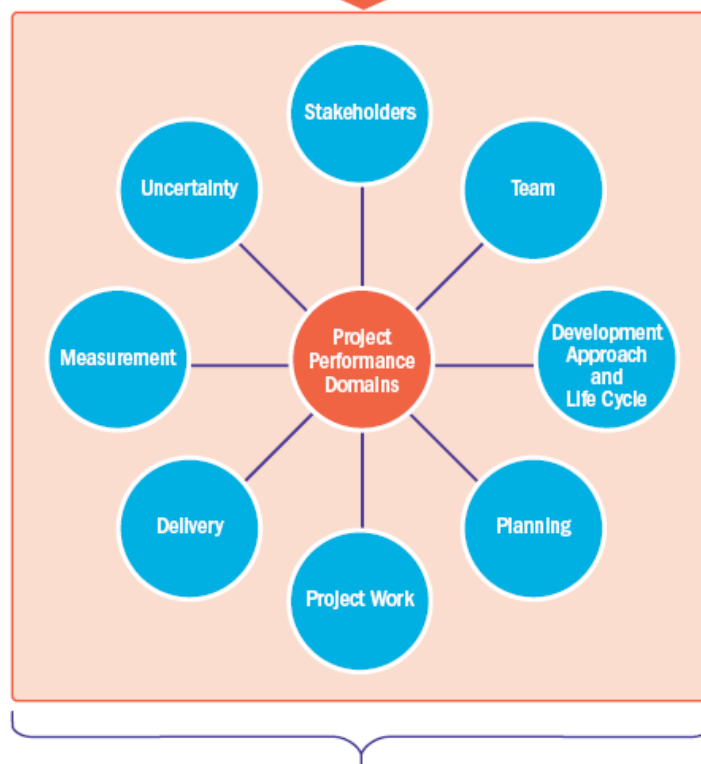 Stakeholders
Uncertainty
Team
Measurement
Project
Performance
Domains
Development
Approach
and
Life Cycle
Delivery
Planning
Project Work